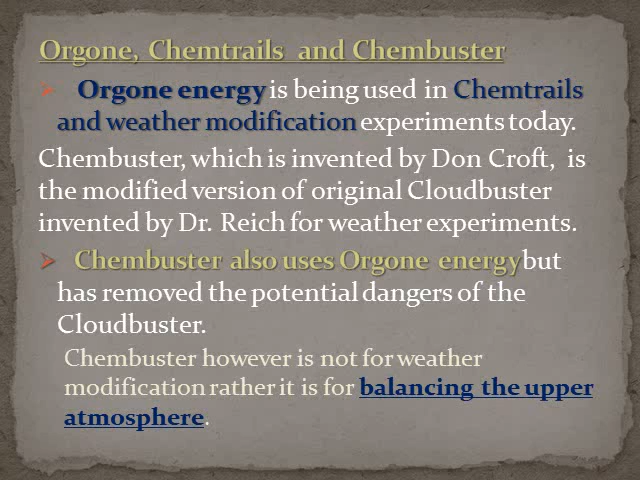 Orgone, Chemtrails and Chembuster
Orgone energy is being used in Chemtrails
and weather modification experiments today.
Chembuster, which is invented by Don Croft, is
the modified version of original Cloudbuster
invented by Dr. Reich for weather experiments.
Chembuster also uses Orgone energy but
has removed the potential dangers of the
Cloudbuster.
Chembuster however is not for weather
modification rather it is for balancing the upper
atmosphere.